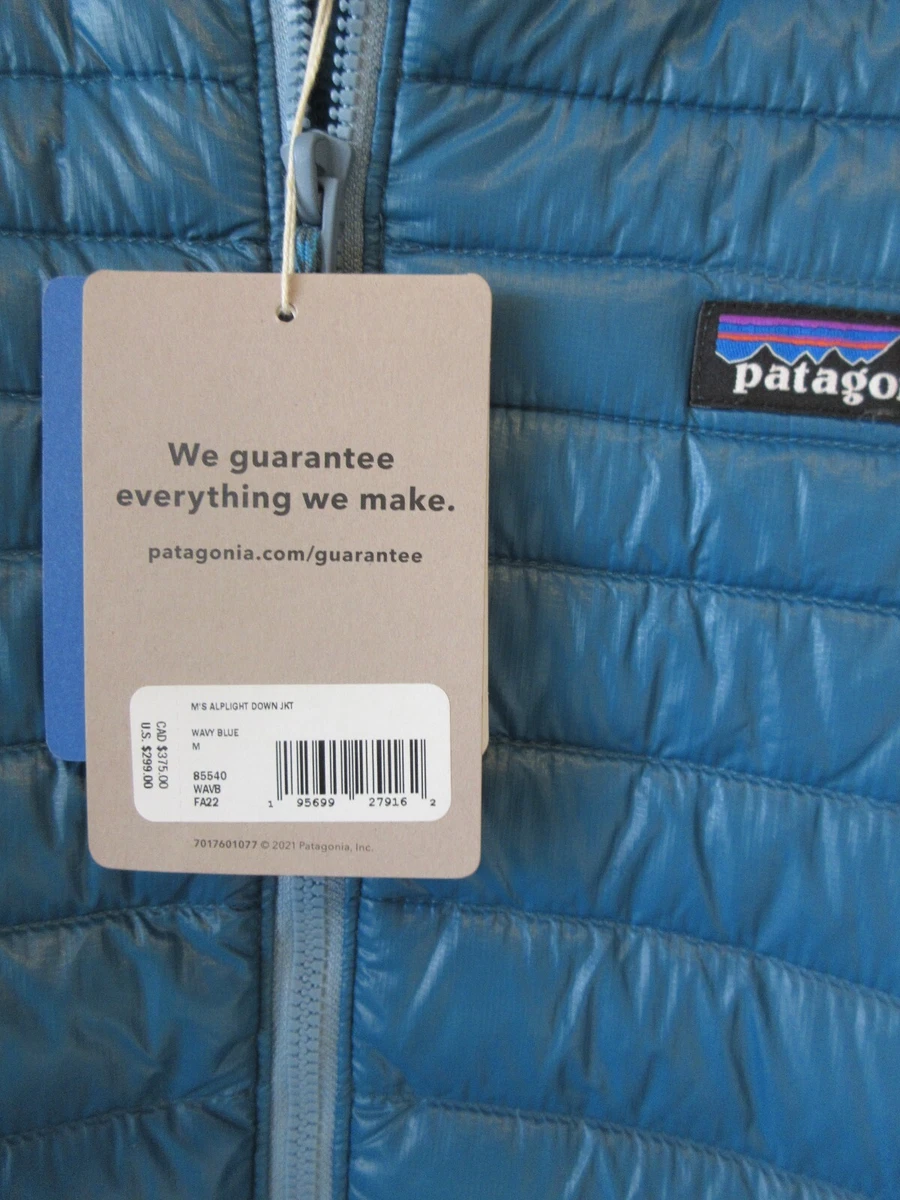 patago
We guarantee
everything we make.
patagonia.com/guarantee
M'S ALPLIGHT DOWN JKT
WAVY BLUE
M
85540
WAVB
FA22
CAD $375.00
U.S. $299.00
1 95699 27916 2
7017601077 © 2021 Patagonia, Inc.